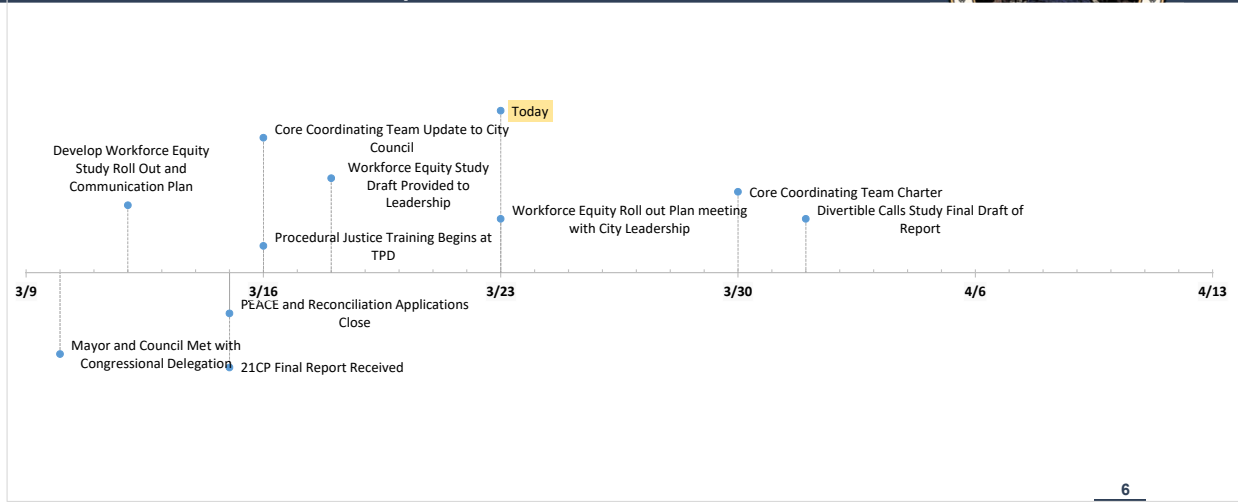 Today
Core Coordinating Team Update to City
Council
Develop Workforce Equity
Study Roll Out and
Communication Plan
Workforce Equity Study
Draft Provided to
Leadership
Core Coordinating Team Charter
Workforce Equity Roll out Plan meeting
with City Leadership
Divertible Calls Study Final Draft of
Report
Procedural Justice Training Begins at
TPD
3/9
3/16
3/23
3/30
4/6
4/13
PEACE and Reconciliation Applications
Close
Mayor and Council Met with
Congressional Delegation
21CP Final Report Received
6